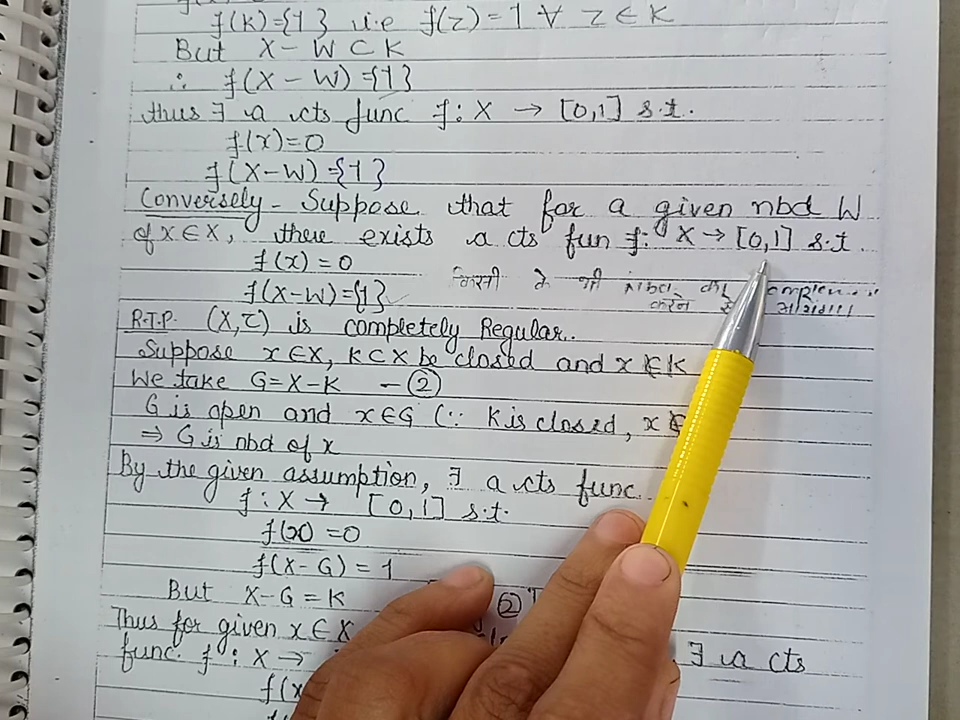 f(K)={1} i.e f(z)=1 ∀ z ∈ K
But X-W ⊂ K
∴ f(X-W)={1}
thus ∃ a cts func f: X → [0,1] s.t.
f(x)=0
f(X-W)={1}
Conversely - Suppose that for a given nbd W
of x∈X, there exists a cts fun f: X → [0,1] s.t.
f(x)=0
f(X-W)={1}
किसी के भी nbd. का
करने
R.T.P. (X,τ) is completely Regular..
Suppose x∈X, K⊂X be closed and x∉K
We take G=X-K - ②
G is open and x∈G (∵ K is closed, x
⇒ G is nbd of x
By the given assumption, ∃ a cts func.
f: X → [0,1] s.t.
f(x)=0
f(X-G)=1
But X-G=K ②
Thus for given x∈X ∃ a cts
func. f: X →